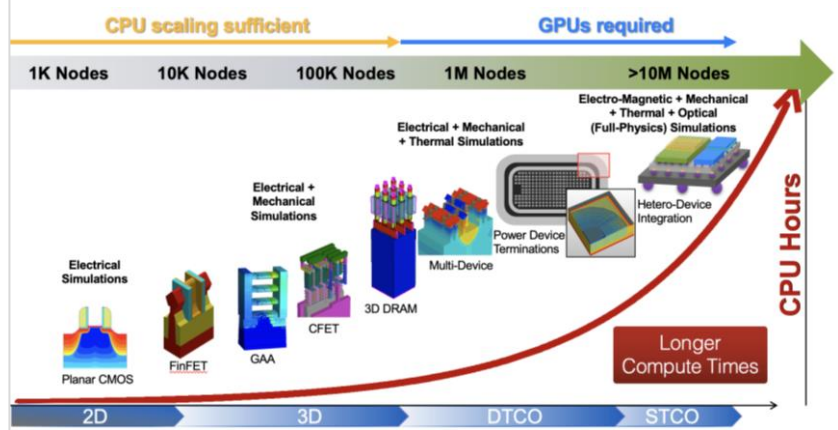 CPU scaling sufficient
GPUs required
1K Nodes
10K Nodes
100K Nodes
1M Nodes
>10M Nodes
Electro-Magnetic + Mechanical
+ Thermal + Optical
(Full-Physics) Simulations
Electrical + Mechanical
+ Thermal Simulations
Electrical +
Mechanical
Simulations
Electrical
Simulations
Planar CMOS
FinFET
GAA
CFET
3D DRAM
Multi-Device
Power Device
Terminations
Hetero-Device
Integration
CPU Hours
Longer
Compute Times
2D
3D
DTCO
STCO